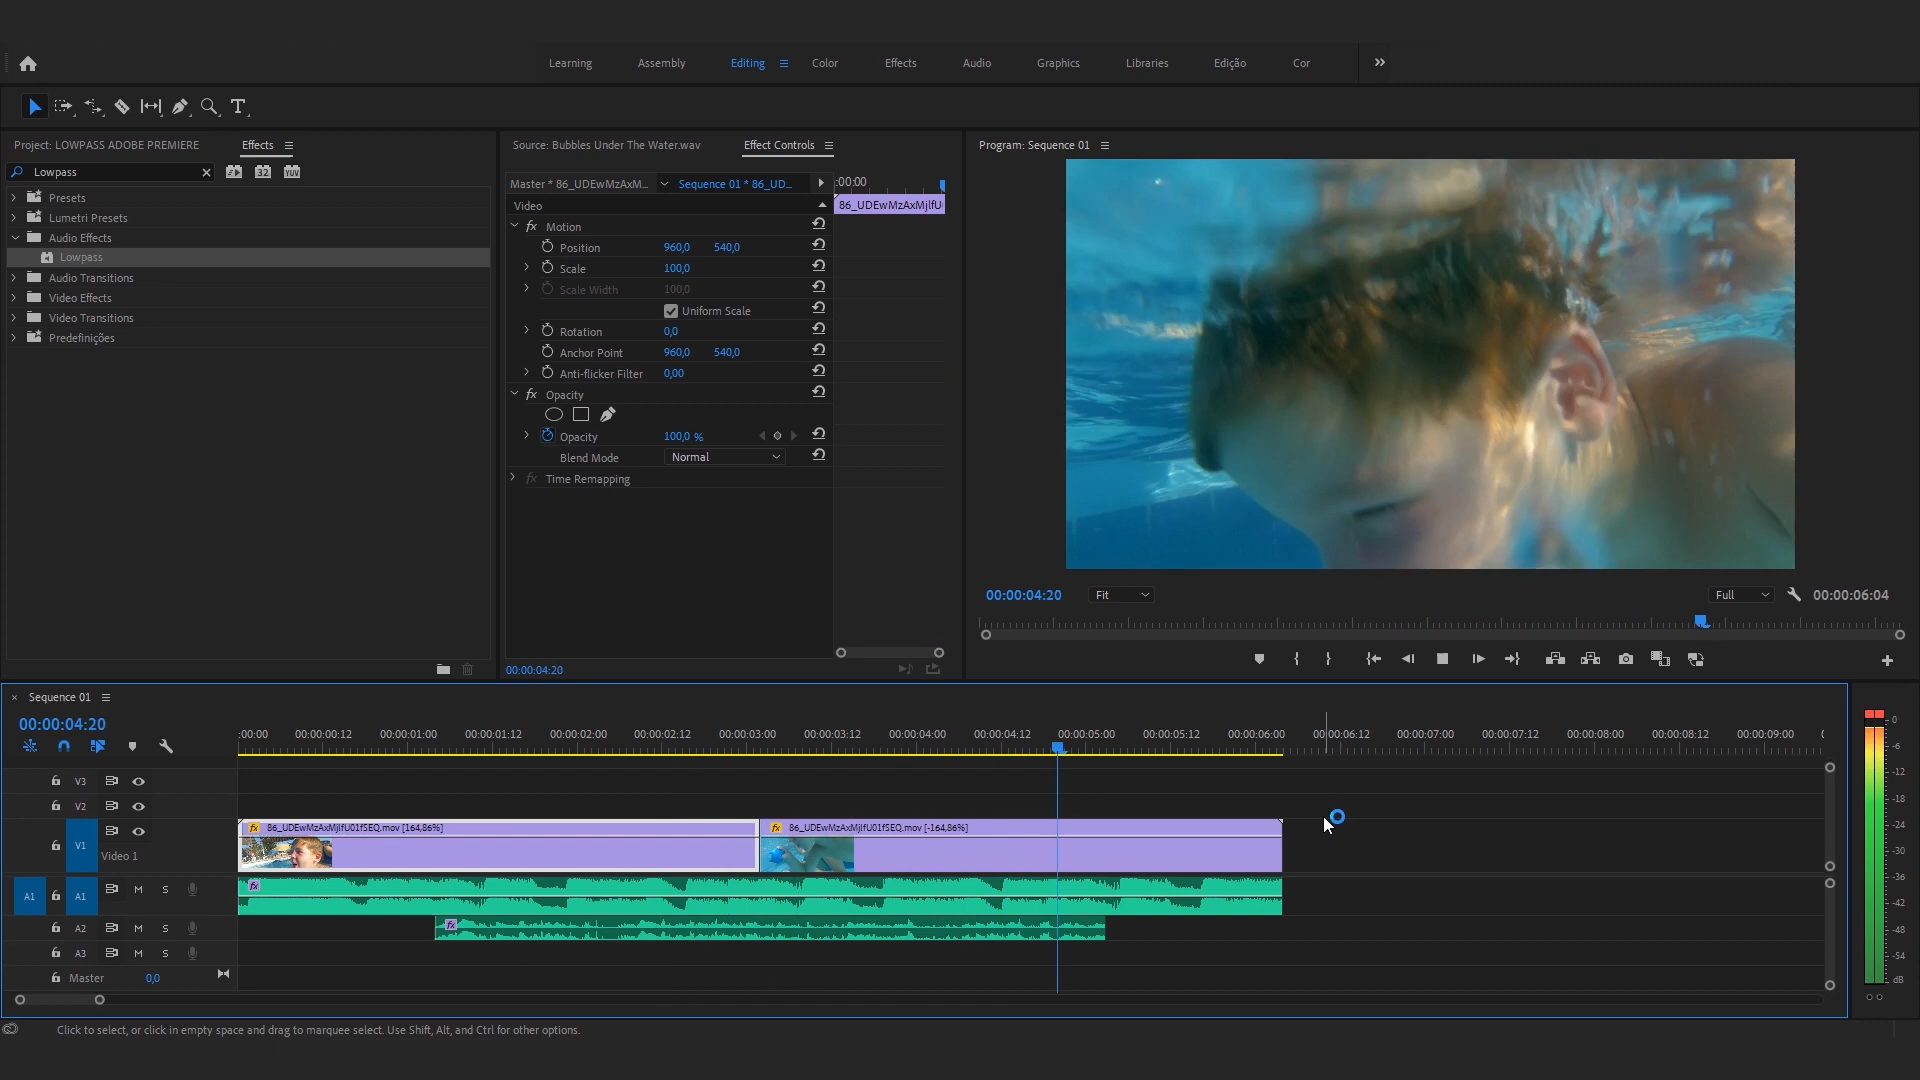 Learning Assembly Editing Color Effects Audio Graphics Libraries Edição Cor
Project: LOWPASS ADOBE PREMIERE Effects
Lowpass 32 YUV
Presets
Lumetri Presets
Audio Effects
Lowpass
Audio Transitions
Video Effects
Video Transitions
Predefinições
Source: Bubbles Under The Water.wav Effect Controls
Master * 86_UDEwMzAxM... Sequence 01 * 86_UD... :00:00
Video 86_UDEwMzAxMjlfU
fx Motion
Position 960,0 540,0
Scale 100,0
Scale Width 100,0
Uniform Scale
Rotation 0,0
Anchor Point 960,0 540,0
Anti-flicker Filter 0,00
fx Opacity
Opacity 100,0 %
Blend Mode Normal
fx Time Remapping
00:00:04:20
Program: Sequence 01
00:00:04:20 Fit Full 00:00:06:04
× Sequence 01
00:00:04:20
:00:00 00:00:00:12 00:00:01:00 00:00:01:12 00:00:02:00 00:00:02:12 00:00:03:00 00:00:03:12 00:00:04:00 00:00:04:12 00:00:05:00 00:00:05:12 00:00:06:00 00:00:06:12 00:00:07:00 00:00:07:12 00:00:08:00 00:00:08:12 00:00:09:00
V3
V2
fx 86_UDEwMzAxMjlfU01fSEQ.mov [164,86%] fx 86_UDEwMzAxMjlfU01fSEQ.mov [-164,86%]
V1
Video 1
A1 A1 M S fx
A2 M S fx
A3 M S
Master 0,0
0
-6
-12
-18
-24
-30
-36
-42
-48
-54
dB
Click to select, or click in empty space and drag to marquee select. Use Shift, Alt, and Ctrl for other options.